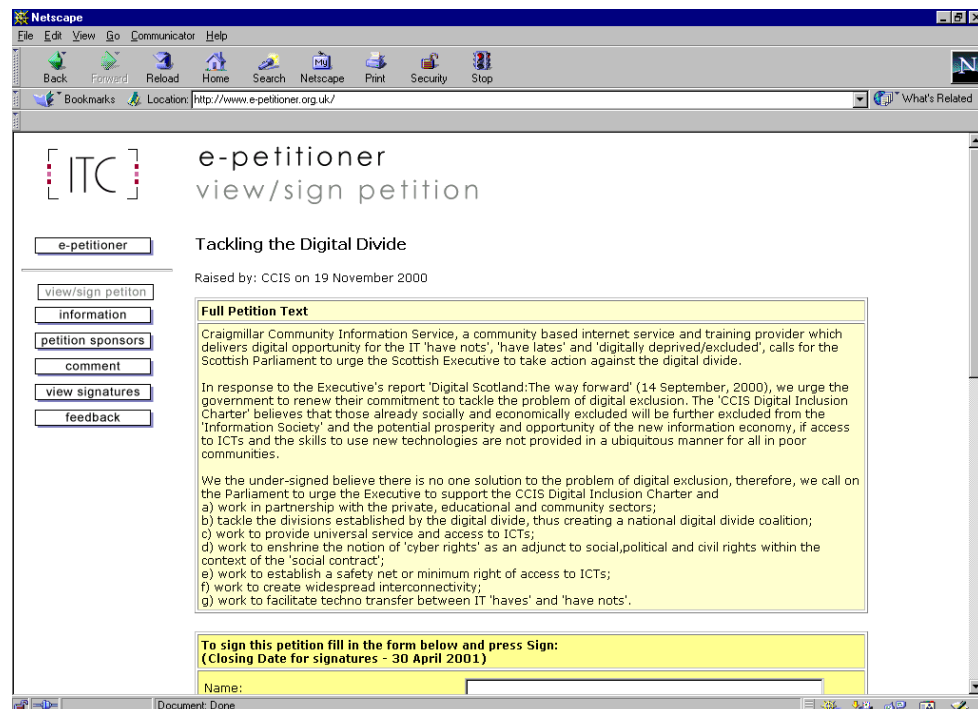 Netscape
File Edit View Go Communicator Help
Back Forward Reload Home Search Netscape Print Security Stop
My
N
Bookmarks Location: http://www.e-petitioner.org.uk/ What's Related
[ ITC ]
e-petitioner
view/sign petition
e-petitioner
view/sign petiton
information
petition sponsors
comment
view signatures
feedback
Tackling the Digital Divide
Raised by: CCIS on 19 November 2000
Full Petition Text
Craigmillar Community Information Service, a community based internet service and training provider which
delivers digital opportunity for the IT 'have nots', 'have lates' and 'digitally deprived/excluded', calls for the
Scottish Parliament to urge the Scottish Executive to take action against the digital divide.
In response to the Executive's report 'Digital Scotland:The way forward' (14 September, 2000), we urge the
government to renew their commitment to tackle the problem of digital exclusion. The 'CCIS Digital Inclusion
Charter' believes that those already socially and economically excluded will be further excluded from the
'Information Society' and the potential prosperity and opportunity of the new information economy, if access
to ICTs and the skills to use new technologies are not provided in a ubiquitous manner for all in poor
communities.
We the under-signed believe there is no one solution to the problem of digital exclusion, therefore, we call on
the Parliament to urge the Executive to support the CCIS Digital Inclusion Charter and
a) work in partnership with the private, educational and community sectors;
b) tackle the divisions established by the digital divide, thus creating a national digital divide coalition;
c) work to provide universal service and access to ICTs;
d) work to enshrine the notion of 'cyber rights' as an adjunct to social,political and civil rights within the
context of the 'social contract';
e) work to establish a safety net or minimum right of access to ICTs;
f) work to create widespread interconnectivity;
g) work to facilitate techno transfer between IT 'haves' and 'have nots'.
To sign this petition fill in the form below and press Sign:
(Closing Date for signatures - 30 April 2001)
Name:
Document: Done